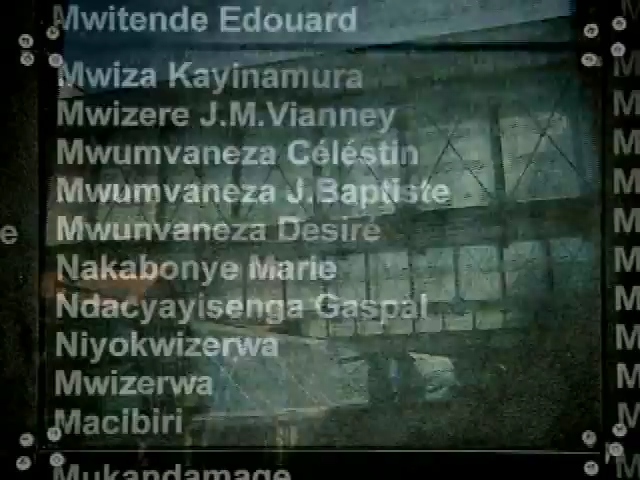 Mwitende Edouard
Mwiza Kayinamura
Mwizere J.M.Vianney
Mwumvaneza Céléstin
Mwumvaneza J.Baptiste
Mwunvaneza Desiré
Nakabonye Marie
Ndacyayisenga Gaspal
Niyokwizerwa
Mwizerwa
Macibiri
Mukandamage